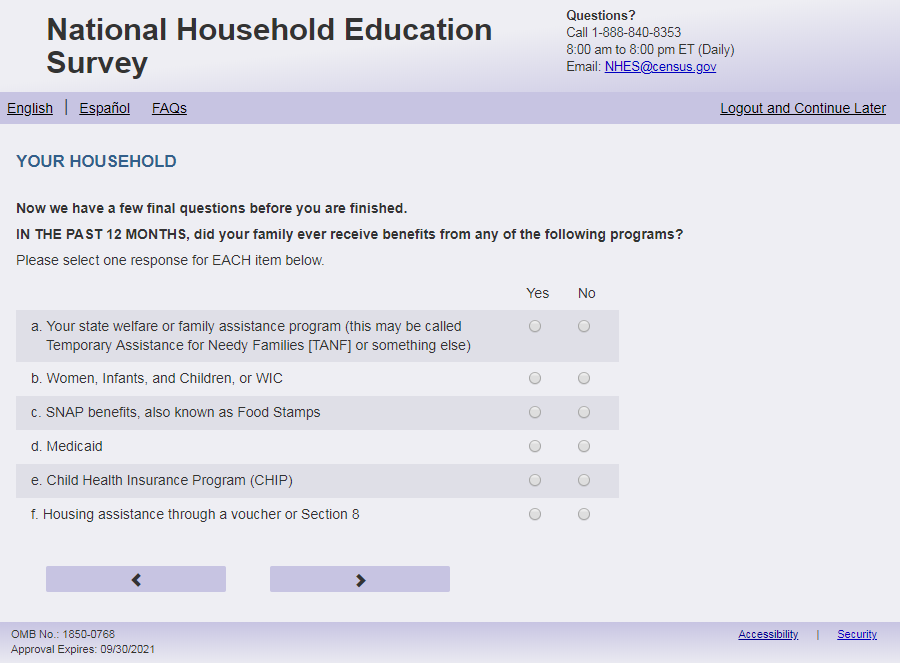 National Household Education
Survey
Questions?
Call 1-888-840-8353
8:00 am to 8:00 pm ET (Daily)
Email: NHES@census.gov
English | Español FAQs Logout and Continue Later
YOUR HOUSEHOLD
Now we have a few final questions before you are finished.
IN THE PAST 12 MONTHS, did your family ever receive benefits from any of the following programs?
Please select one response for EACH item below.
Yes No
a. Your state welfare or family assistance program (this may be called
Temporary Assistance for Needy Families [TANF] or something else)
b. Women, Infants, and Children, or WIC
c. SNAP benefits, also known as Food Stamps
d. Medicaid
e. Child Health Insurance Program (CHIP)
f. Housing assistance through a voucher or Section 8
OMB No.: 1850-0768
Approval Expires: 09/30/2021
Accessibility | Security